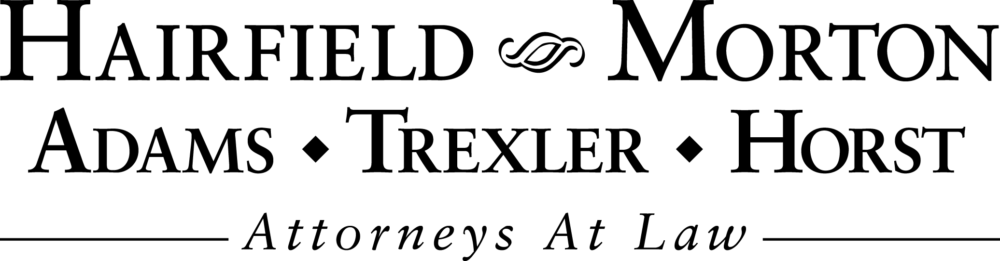 Hairfield Morton
Adams ◆ Trexler ◆ Horst
Attorneys At Law